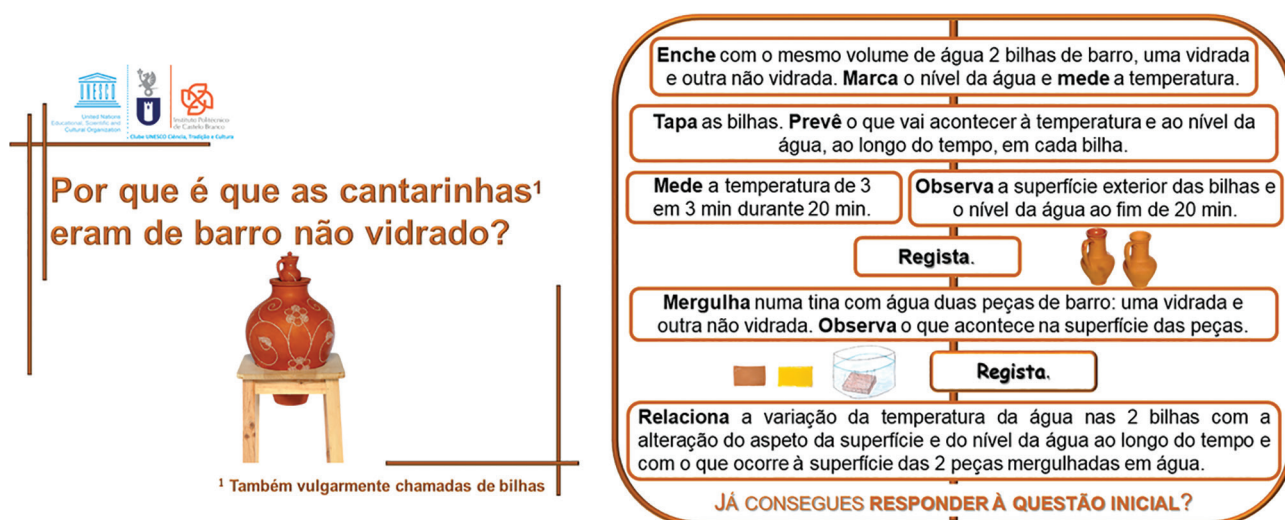 UNESCO
United Nations
Educational, Scientific and
Cultural Organization
Instituto Politécnico
de Castelo Branco
Clube UNESCO Ciência, Tradição e Cultura
Por que é que as cantarinhas¹
eram de barro não vidrado?
¹ Também vulgarmente chamadas de bilhas
Enche com o mesmo volume de água 2 bilhas de barro, uma vidrada
e outra não vidrada. Marca o nível da água e mede a temperatura.
Tapa as bilhas. Prevê o que vai acontecer à temperatura e ao nível da
água, ao longo do tempo, em cada bilha.
Mede a temperatura de 3
em 3 min durante 20 min.
Observa a superfície exterior das bilhas e
o nível da água ao fim de 20 min.
Regista.
Mergulha numa tina com água duas peças de barro: uma vidrada e
outra não vidrada. Observa o que acontece na superfície das peças.
Regista.
Relaciona a variação da temperatura da água nas 2 bilhas com a
alteração do aspeto da superfície e do nível da água ao longo do tempo e
com o que ocorre à superfície das 2 peças mergulhadas em água.
JÁ CONSEGUES RESPONDER À QUESTÃO INICIAL?